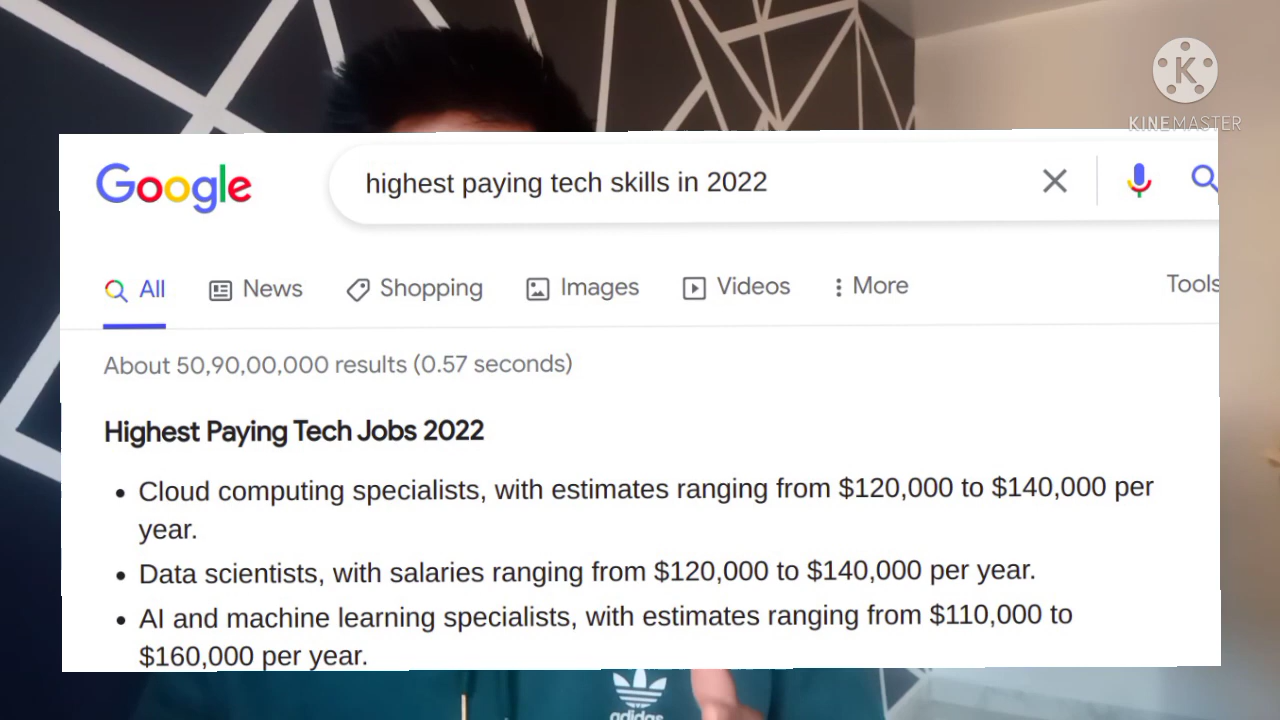 K
KINEMASTER
Google
highest paying tech skills in 2022
All News Shopping Images Videos More Tools
About 50,90,00,000 results (0.57 seconds)
Highest Paying Tech Jobs 2022
• Cloud computing specialists, with estimates ranging from $120,000 to $140,000 per
year.
• Data scientists, with salaries ranging from $120,000 to $140,000 per year.
• AI and machine learning specialists, with estimates ranging from $110,000 to
$160,000 per year.
adidas